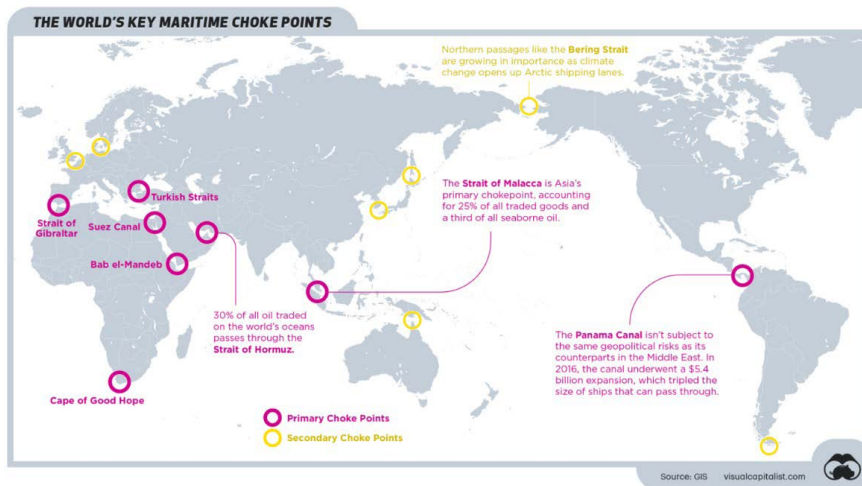 THE WORLD'S KEY MARITIME CHOKE POINTS
Northern passages like the Bering Strait
are growing in importance as climate
change opens up Arctic shipping lanes.
Turkish Straits
Strait of
Gibraltar
Suez Canal
Bab el-Mandeb
The Strait of Malacca is Asia's
primary chokepoint, accounting
for 25% of all traded goods and
a third of all seaborne oil.
30% of all oil traded
on the world's oceans
passes through the
Strait of Hormuz.
The Panama Canal isn't subject to
the same geopolitical risks as its
counterparts in the Middle East. In
2016, the canal underwent a $5.4
billion expansion, which tripled the
size of ships that can pass through.
Cape of Good Hope
Primary Choke Points
Secondary Choke Points
Source: GIS visualcapitalist.com